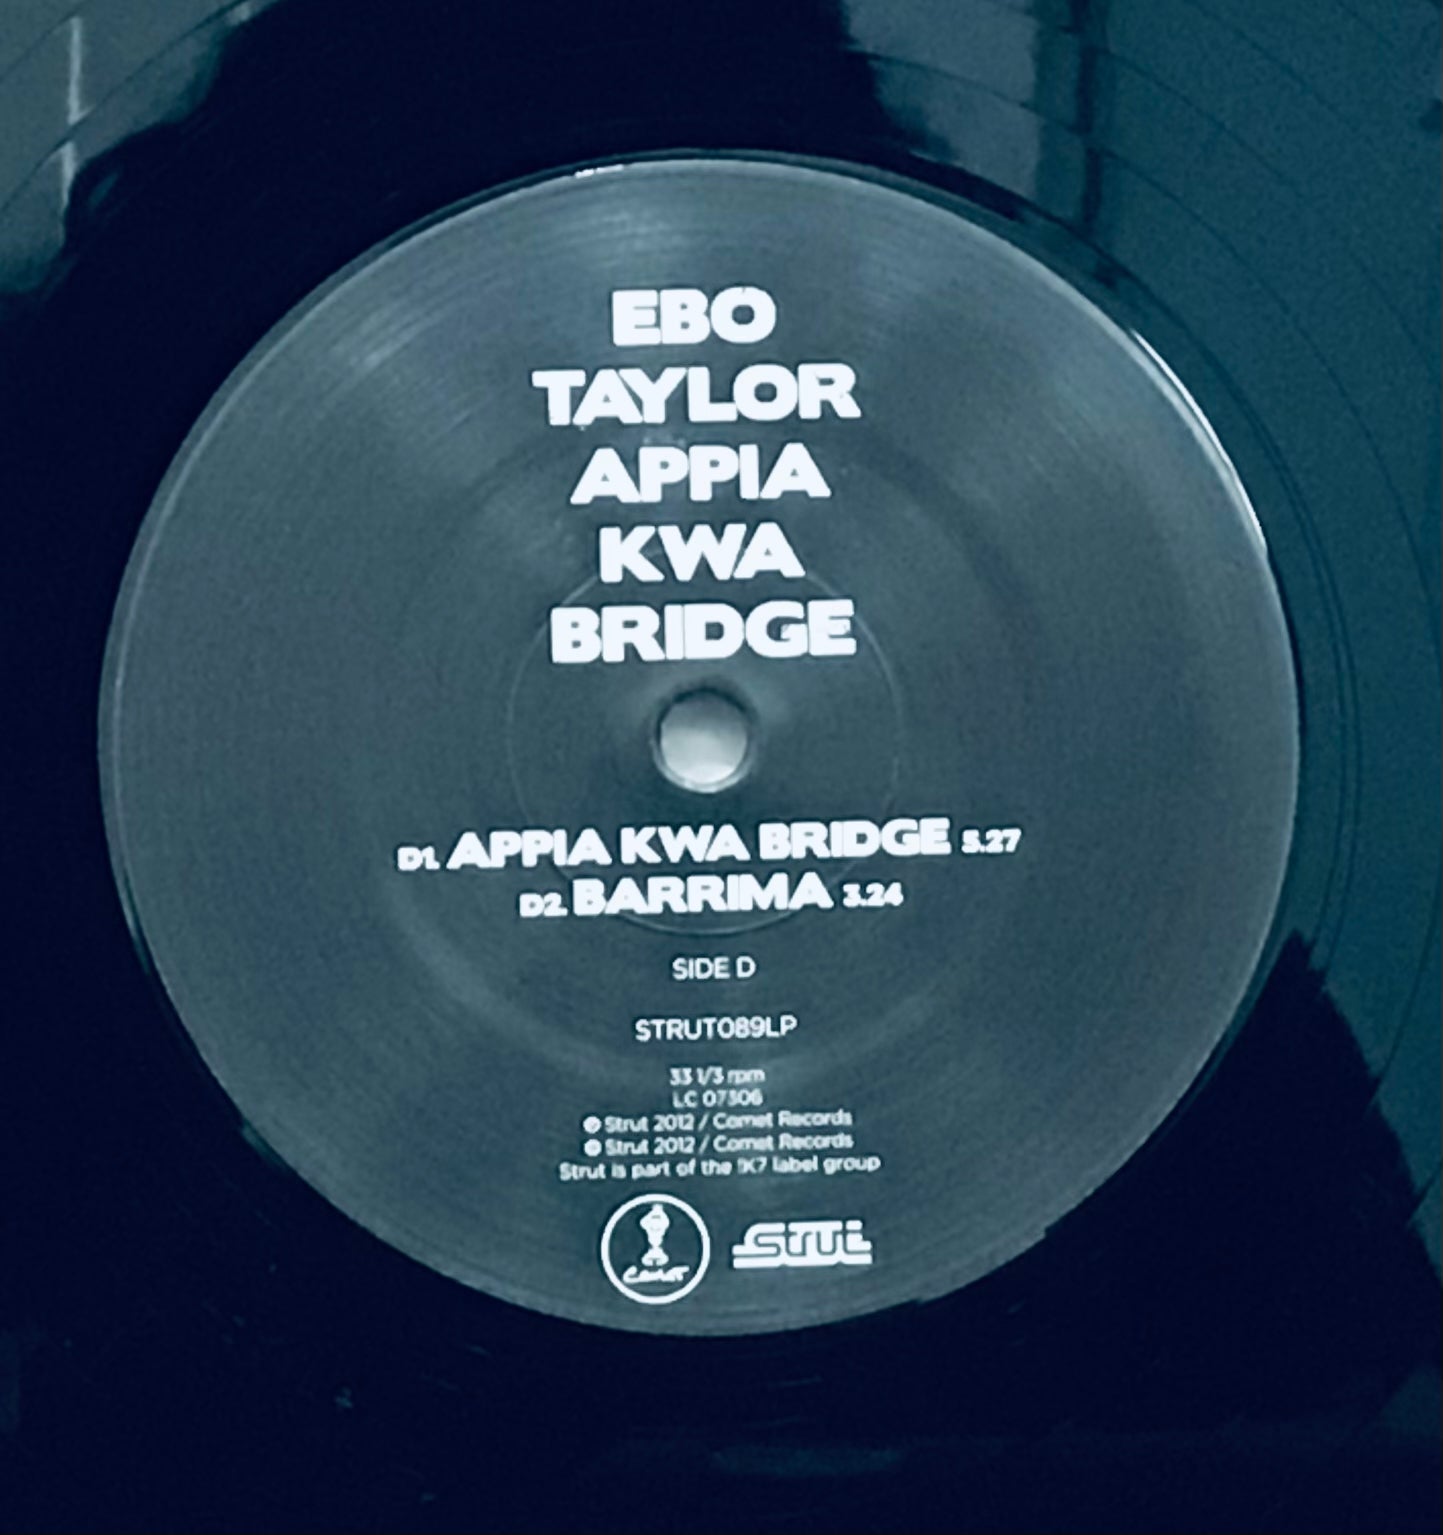 EBO
TAYLOR
APPIA
KWA
BRIDGE
D1. APPIA KWA BRIDGE 5.27
D2. BARRIMA 3.24
SIDE D
STRUT089LP
33 1/3 rpm
LC 07306
℗ Strut 2012 / Comet Records
© Strut 2012 / Comet Records
Strut is part of the !K7 label group
Comet
Strut